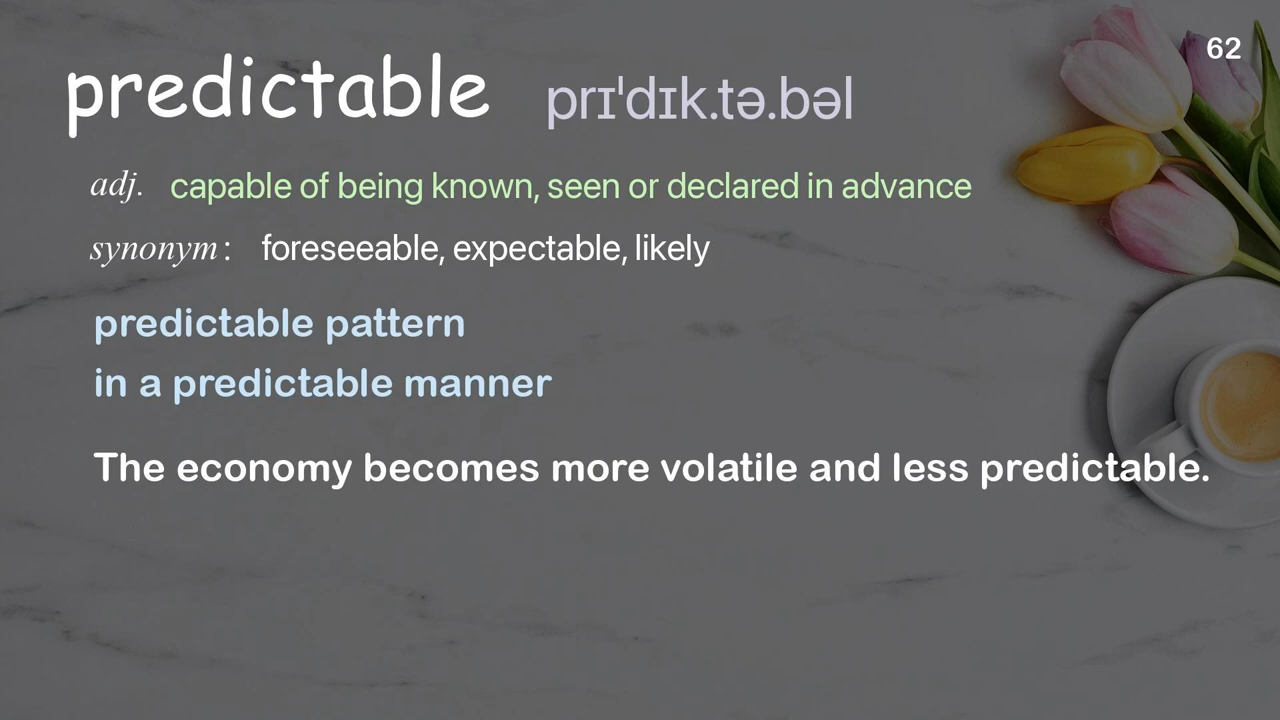 62
predictable prɪˈdɪk.tə.bəl
adj. capable of being known, seen or declared in advance
synonym: foreseeable, expectable, likely
predictable pattern
in a predictable manner
The economy becomes more volatile and less predictable.